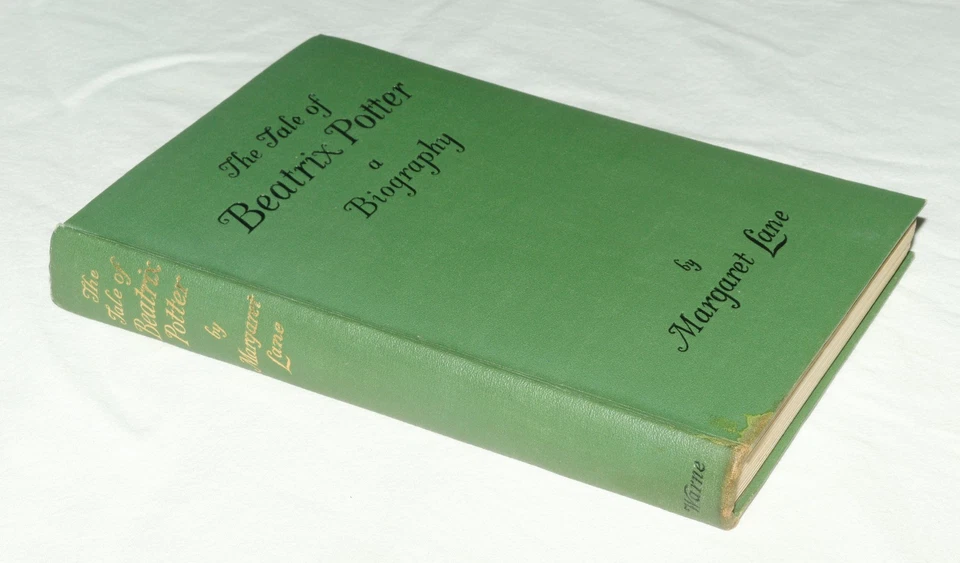 The Tale of
Beatrix Potter
a
Biography
by
Margaret Lane
The
Tale of
Beatrix
Potter
by
Margaret
Lane
Warne